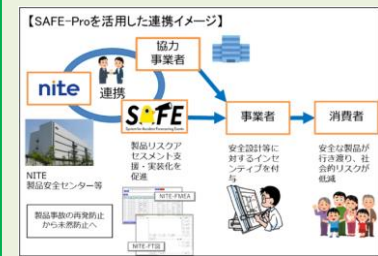 【SAFE-Proを活用した連携イメージ】
協力
事業者
nite
連携
SAFE
事業者
消費者
NITE
製品安全センター等
製品リスクア
セスメント支
援・実装化を
促進
安全設計等に
対するインセ
ンティブを付
与
安全な製品が
行き渡り、社
会的リスクが
低減
製品事故の再発防止
から未然防止へ
NITE-FMEA
NITE-FT図